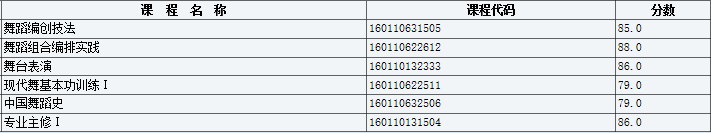 课 程 名 称 课程代码 分数
舞蹈编创技法 160110631505 85.0
舞蹈组合编排实践 160110622612 88.0
舞台表演 160110132333 86.0
现代舞基本功训练Ⅰ 160110622511 79.0
中国舞蹈史 160110632506 79.0
专业主修Ⅰ 160110131504 86.0